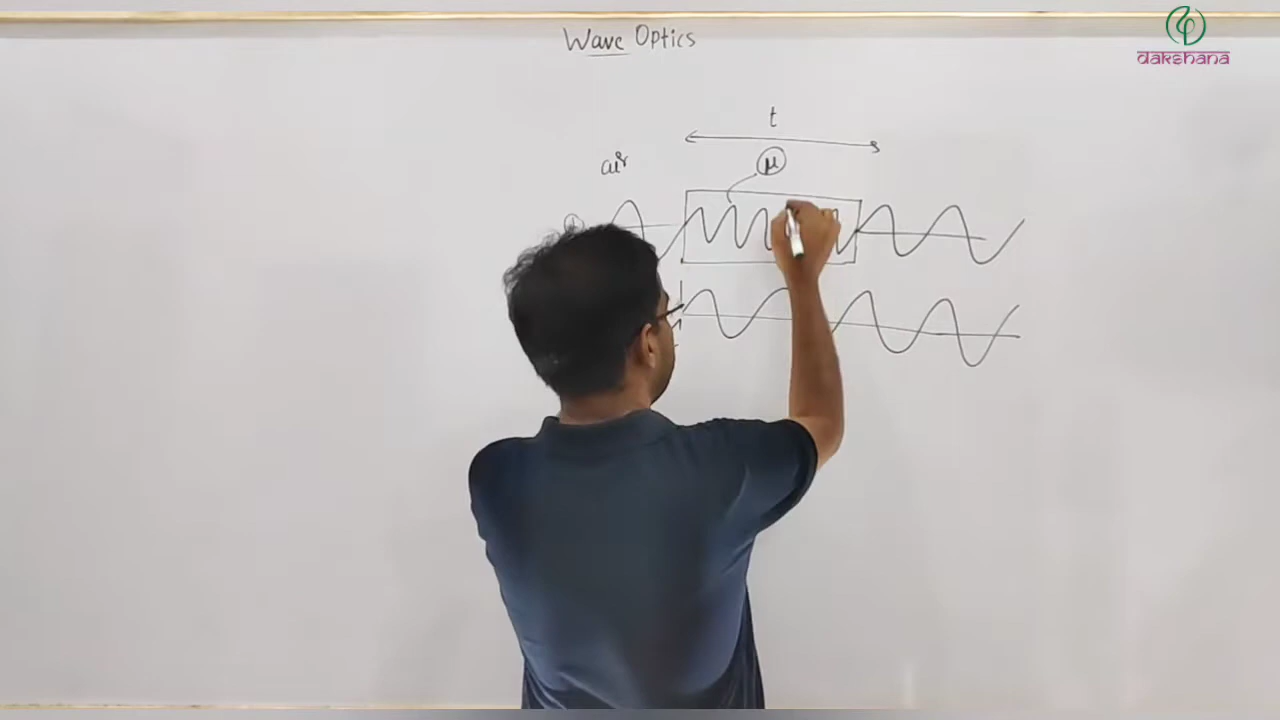 Wave Optics
dakshana
t
air
μ